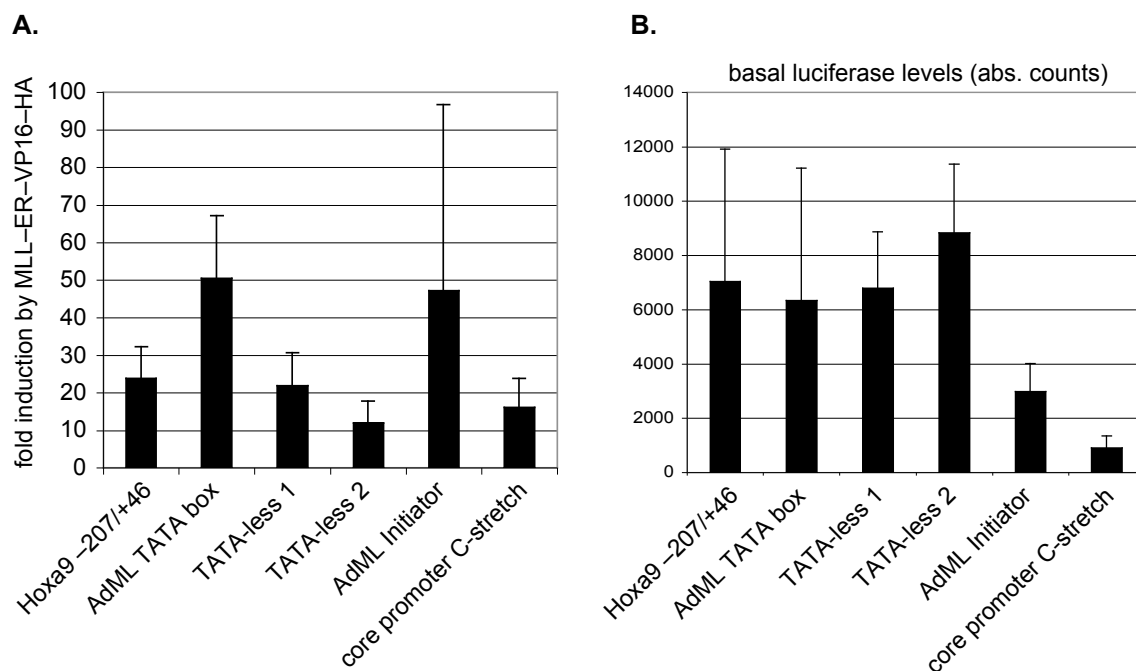 A.
fold induction by MLL–ER–VP16–HA
100
90
80
70
60
50
40
30
20
10
0
Hoxa9 –207/+46
AdML TATA box
TATA-less 1
TATA-less 2
AdML Initiator
core promoter C-stretch
B.
basal luciferase levels (abs. counts)
14000
12000
10000
8000
6000
4000
2000
0
Hoxa9 –207/+46
AdML TATA box
TATA-less 1
TATA-less 2
AdML Initiator
core promoter C-stretch